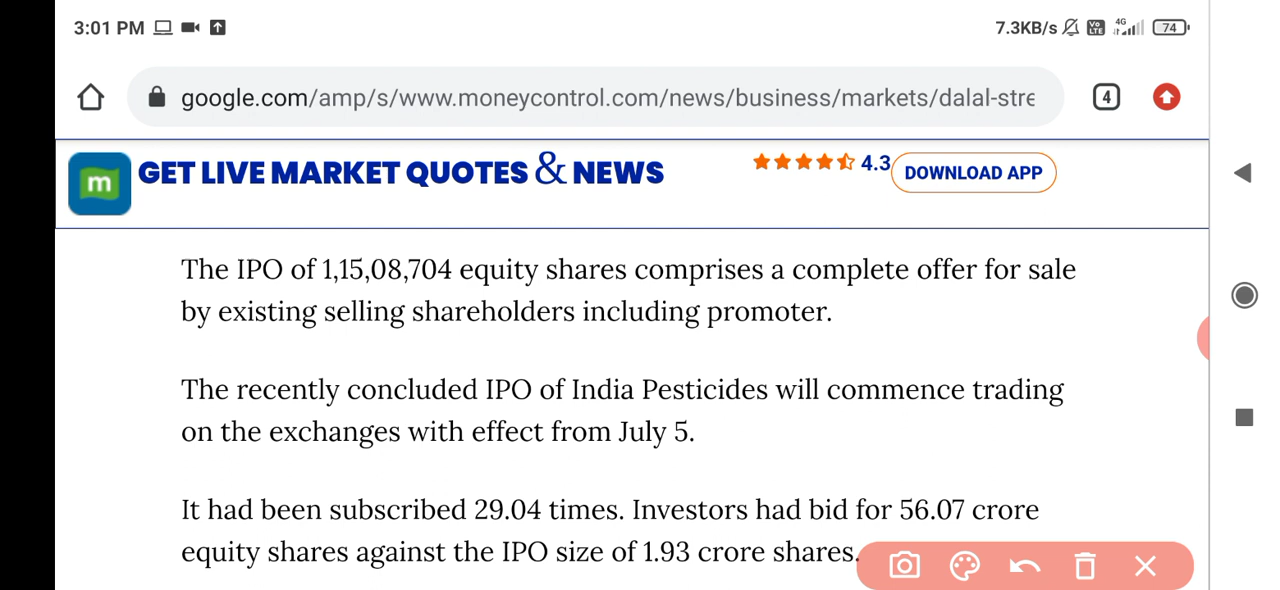 3:01 PM
7.3KB/s Vo LTE 4G 74
google.com/amp/s/www.moneycontrol.com/news/business/markets/dalal-stre
4
m
GET LIVE MARKET QUOTES & NEWS
4.3
DOWNLOAD APP
The IPO of 1,15,08,704 equity shares comprises a complete offer for sale
by existing selling shareholders including promoter.
The recently concluded IPO of India Pesticides will commence trading
on the exchanges with effect from July 5.
It had been subscribed 29.04 times. Investors had bid for 56.07 crore
equity shares against the IPO size of 1.93 crore shares.